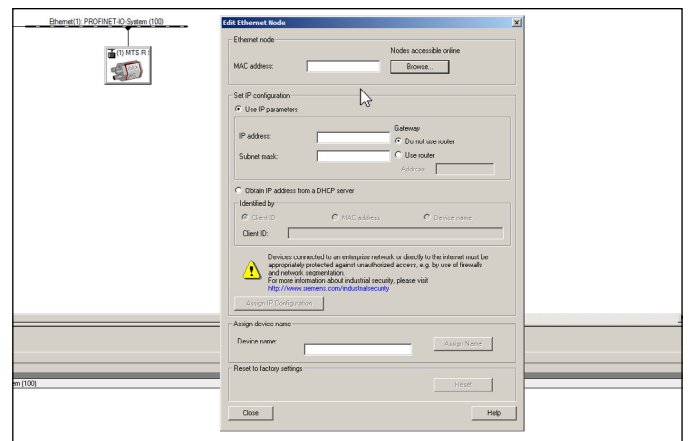 Ethernet(1): PROFINET-IO-System (100)
(1) MTS R
Edit Ethernet Node
Ethernet node
Nodes accessible online
MAC address:
Browse...
Set IP configuration
Use IP parameters
Gateway
IP address:
Do not use router
Subnet mask:
Use router
Address:
Obtain IP address from a DHCP server
Identified by
Client ID
MAC address
Device name
Client ID:
Devices connected to an enterprise network or directly to the internet must be
appropriately protected against unauthorized access, e.g. by use of firewalls
and network segmentation.
For more information about industrial security, please visit
http://www.siemens.com/industrialsecurity
Assign IP Configuration
Assign device name
Device name:
Assign Name
Reset to factory settings
Reset
em (100)
Close
Help